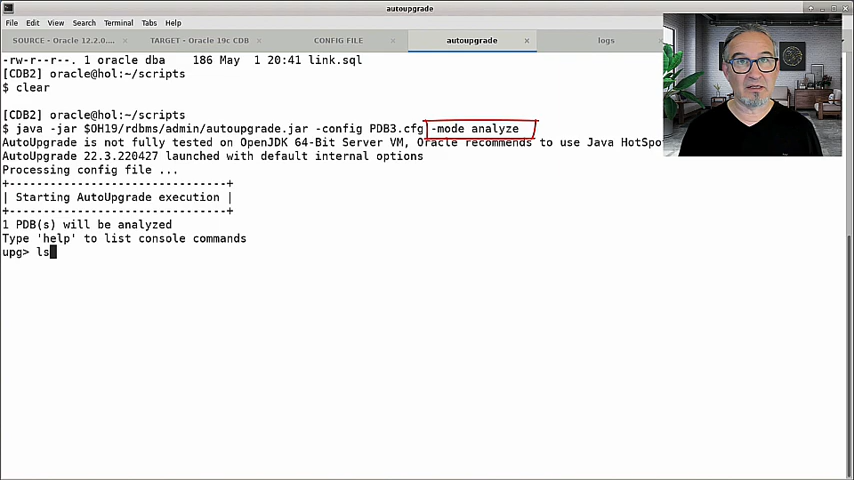 autoupgrade
File Edit View Search Terminal Tabs Help
SOURCE - Oracle 12.2.0.... × TARGET - Oracle 19c CDB × CONFIG FILE × autoupgrade × logs
-rw-r--r--. 1 oracle dba 186 May 1 20:41 link.sql
[CDB2] oracle@hol:~/scripts
$ clear
[CDB2] oracle@hol:~/scripts
$ java -jar $OH19/rdbms/admin/autoupgrade.jar -config PDB3.cfg -mode analyze
AutoUpgrade is not fully tested on OpenJDK 64-Bit Server VM, Oracle recommends to use Java HotSpo
AutoUpgrade 22.3.220427 launched with default internal options
Processing config file ...
+--------------------------------+
| Starting AutoUpgrade execution |
+--------------------------------+
1 PDB(s) will be analyzed
Type 'help' to list console commands
upg> ls